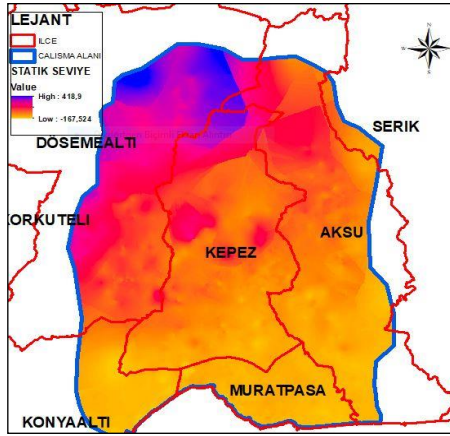 LEJANT
ILCE
CALISMA ALANI
STATIK SEVIYE
Value
High : 418,9
Low : -167,524
N
W
E
S
SERIK
DÖSEMEALTI
KORKUTELI
KEPEZ
AKSU
MURATPASA
KONYAALTI